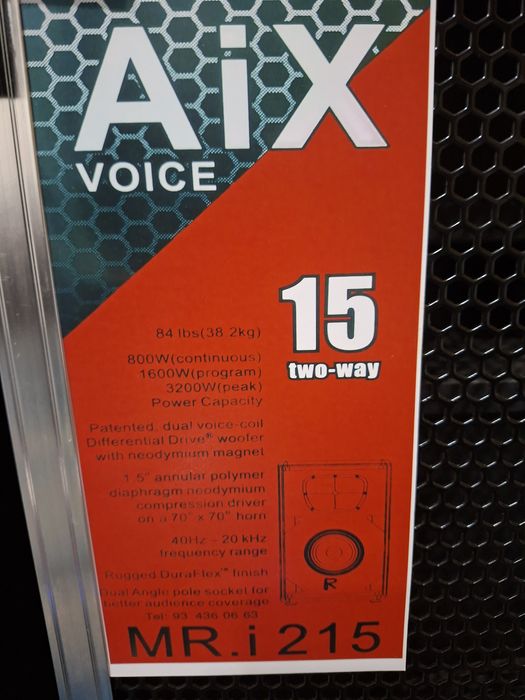 AiX
VOICE
15
two-way
84 lbs(38.2kg)
800W(continuous)
1600W(program)
3200W(peak)
Power Capacity
Patented, dual voice-coil
Differential Drive® woofer
with neodymium magnet
1.5" annular polymer
diaphragm neodymium
compression driver
on a 70° x 70° horn
40Hz - 20 kHz
frequency range
Rugged DuraFlex™ finish
Dual Angle pole socket for
better audience coverage
Tel: 93 436 06 63
R
MR.i 215